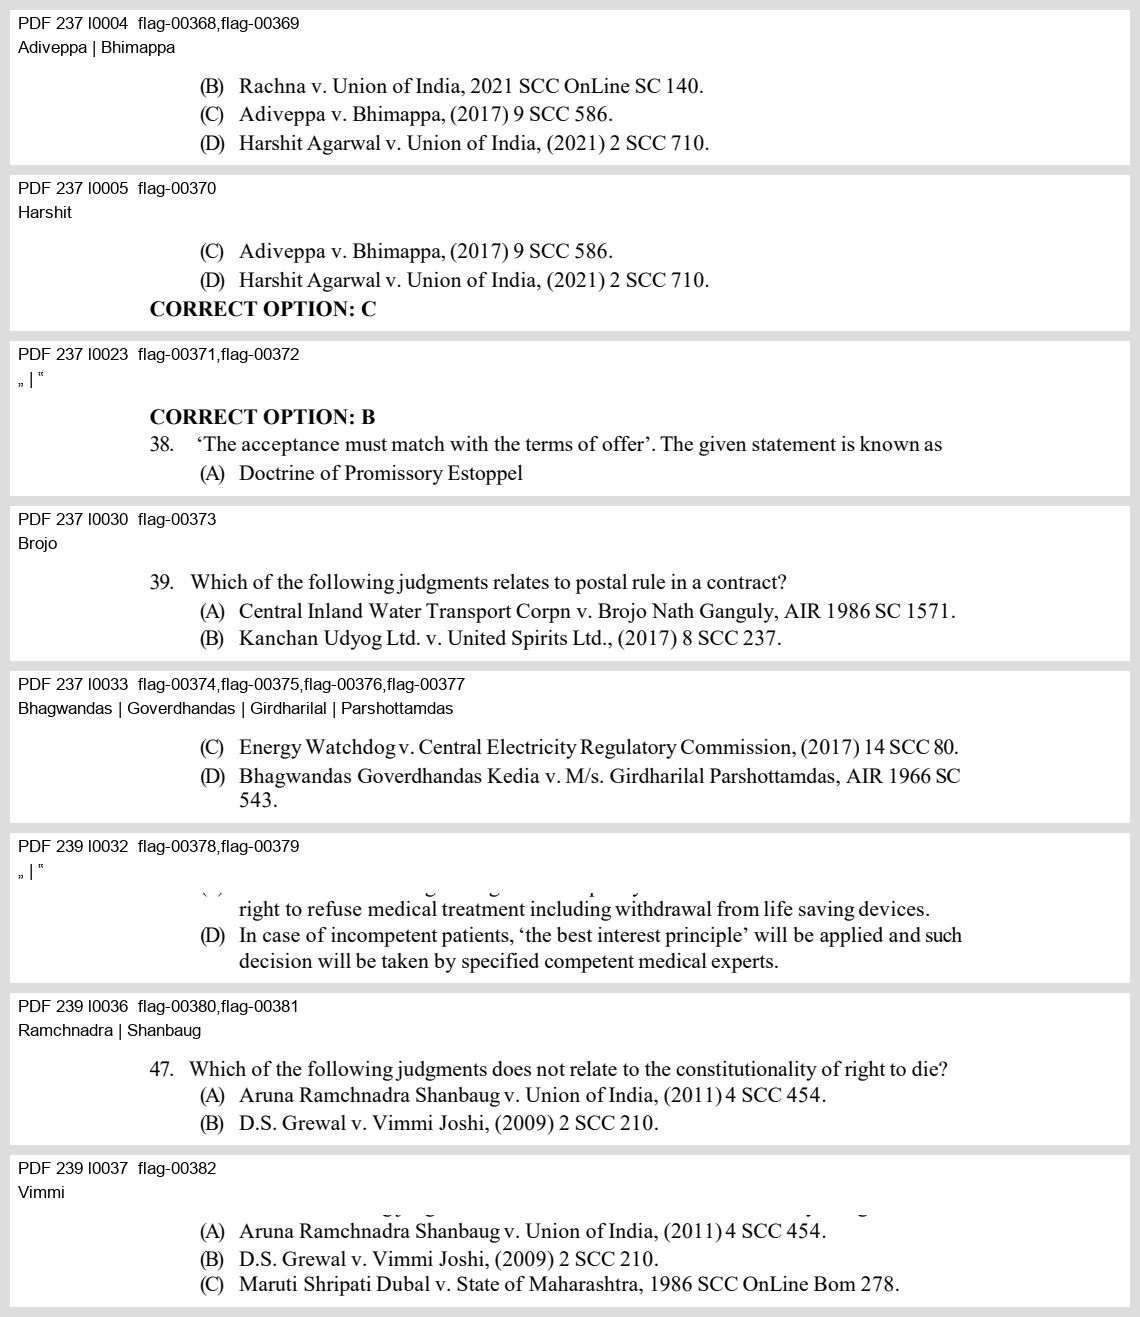 PDF 237 l0004 flag-00368,flag-00369
Adiveppa | Bhimappa
(B) Rachna v. Union of India, 2021 SCC OnLine SC 140.
(C) Adiveppa v. Bhimappa, (2017) 9 SCC 586.
(D) Harshit Agarwal v. Union of India, (2021) 2 SCC 710.
PDF 237 l0005 flag-00370
Harshit
(C) Adiveppa v. Bhimappa, (2017) 9 SCC 586.
(D) Harshit Agarwal v. Union of India, (2021) 2 SCC 710.
CORRECT OPTION: C
PDF 237 l0023 flag-00371,flag-00372
„ | ‟
CORRECT OPTION: B
38. ‘The acceptance must match with the terms of offer’. The given statement is known as
(A) Doctrine of Promissory Estoppel
PDF 237 l0030 flag-00373
Brojo
39. Which of the following judgments relates to postal rule in a contract?
(A) Central Inland Water Transport Corpn v. Brojo Nath Ganguly, AIR 1986 SC 1571.
(B) Kanchan Udyog Ltd. v. United Spirits Ltd., (2017) 8 SCC 237.
PDF 237 l0033 flag-00374,flag-00375,flag-00376,flag-00377
Bhagwandas | Goverdhandas | Girdharilal | Parshottamdas
(C) Energy Watchdog v. Central Electricity Regulatory Commission, (2017) 14 SCC 80.
(D) Bhagwandas Goverdhandas Kedia v. M/s. Girdharilal Parshottamdas, AIR 1966 SC
543.
PDF 239 l0032 flag-00378,flag-00379
„ | ‟
right to refuse medical treatment including withdrawal from life saving devices.
(D) In case of incompetent patients, ‘the best interest principle’ will be applied and such
decision will be taken by specified competent medical experts.
PDF 239 l0036 flag-00380,flag-00381
Ramchnadra | Shanbaug
47. Which of the following judgments does not relate to the constitutionality of right to die?
(A) Aruna Ramchnadra Shanbaug v. Union of India, (2011) 4 SCC 454.
(B) D.S. Grewal v. Vimmi Joshi, (2009) 2 SCC 210.
PDF 239 l0037 flag-00382
Vimmi
(A) Aruna Ramchnadra Shanbaug v. Union of India, (2011) 4 SCC 454.
(B) D.S. Grewal v. Vimmi Joshi, (2009) 2 SCC 210.
(C) Maruti Shripati Dubal v. State of Maharashtra, 1986 SCC OnLine Bom 278.